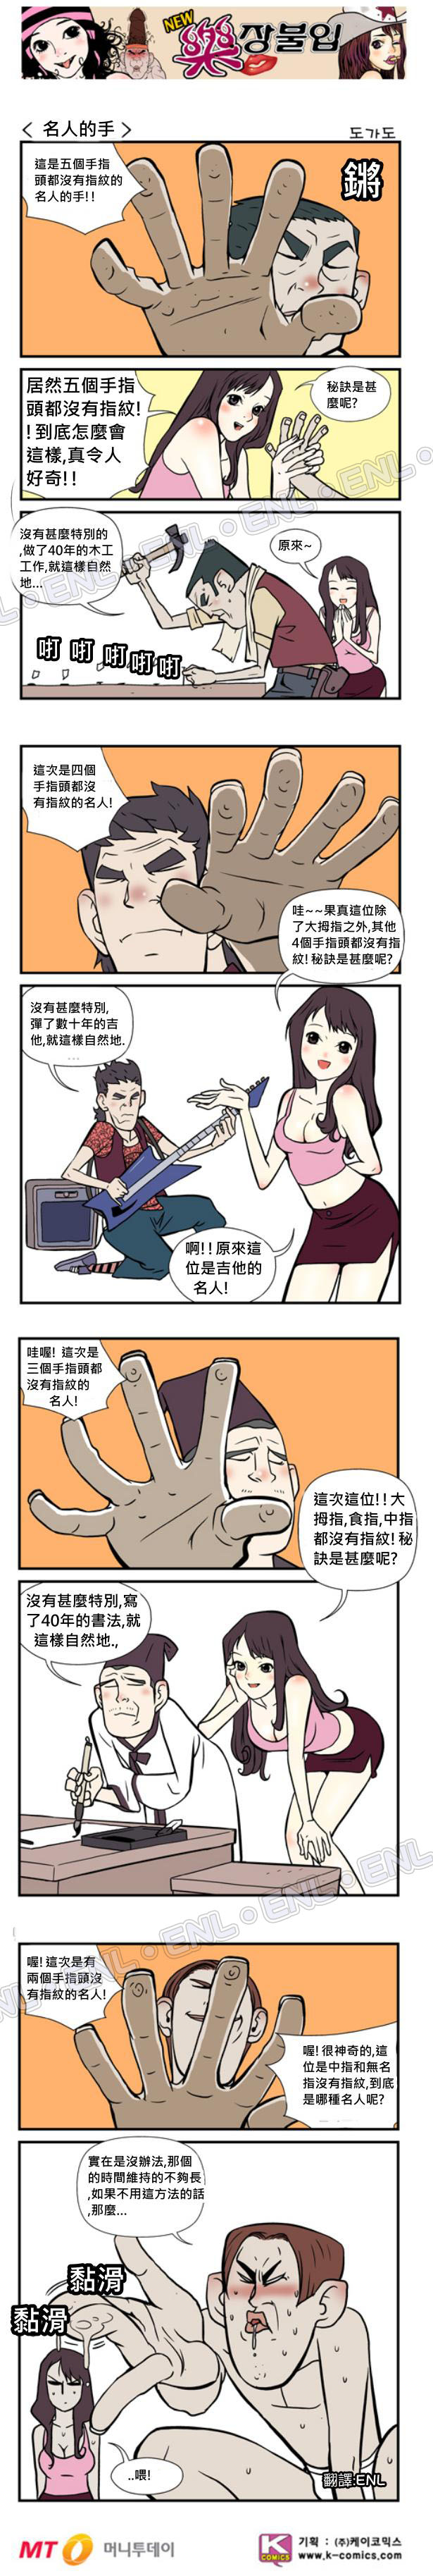 NEW 樂 장불입
< 名人的手 >
도가도
這是五個手指
頭都沒有指紋的
名人的手!!
鏘
居然五個手指
頭都沒有指紋!
!到底怎麼會
這樣,真令人
好奇!!
秘訣是甚
麼呢?
沒有甚麼特別的
,做了40年的木工
工作,就這樣自然
地...
原來~
叮 叮 叮 叮 叮
這次是四個
手指頭都沒
有指紋的名人!
哇~~果真這位除
了大拇指之外,其他
4個手指頭都沒有指
紋!秘訣是甚麼呢?
沒有甚麼特別,
彈了數十年的吉
他,就這樣自然地.
...
啊!!原來這
位是吉他的
名人!
哇喔! 這次是
三個手指頭都
沒有指紋的
名人!
這次這位!!大
拇指,食指,中指
都沒有指紋!秘
訣是甚麼呢?
沒有甚麼特別,寫
了40年的書法,就
這樣自然地.,
喔!這次是有
兩個手指頭沒
有指紋的名人!
喔!很神奇的,這
位是中指和無名
指沒有指紋,到底
是哪種名人呢?
實在是沒辦法,那個
的時間維持的不夠長
,如果不用這方法的話
,那麼...
黏滑
黏滑
..喂!
翻譯:ENL
ENL • ENL • ENL • ENL
ENL • ENL • ENL • ENL
MT 머니투데이
K COMICS
기획 : (주)케이코믹스
www.k-comics.com